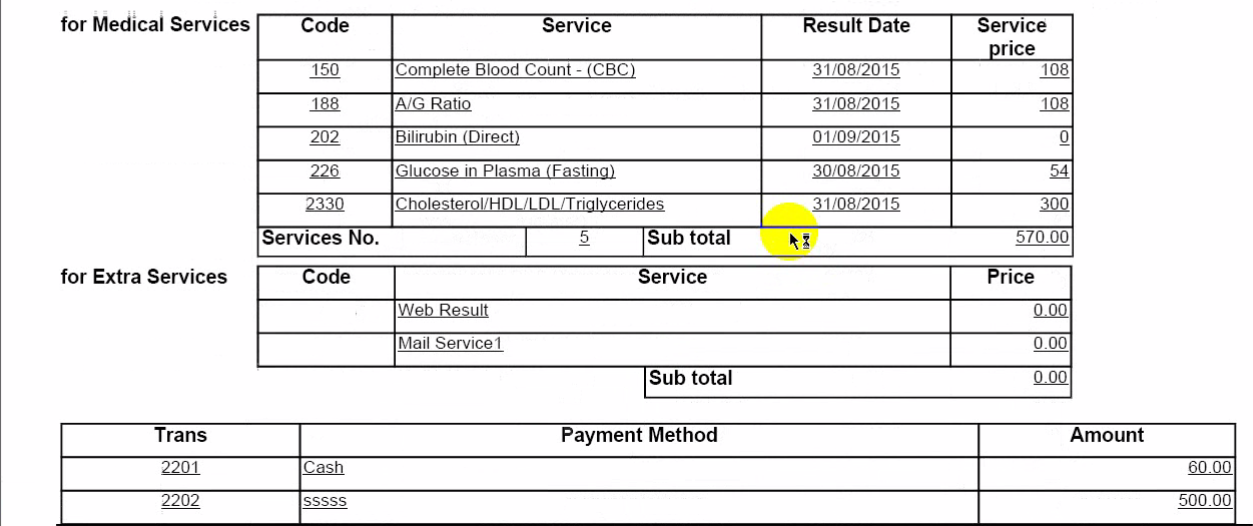 for Medical Services Code Service Result Date Service price
150 Complete Blood Count - (CBC) 31/08/2015 108
188 A/G Ratio 31/08/2015 108
202 Bilirubin (Direct) 01/09/2015 0
226 Glucose in Plasma (Fasting) 30/08/2015 54
2330 Cholesterol/HDL/LDL/Triglycerides 31/08/2015 300
Services No. 5 Sub total 570.00
for Extra Services Code Service Price
Web Result 0.00
Mail Service1 0.00
Sub total 0.00
Trans Payment Method Amount
2201 Cash 60.00
2202 sssss 500.00